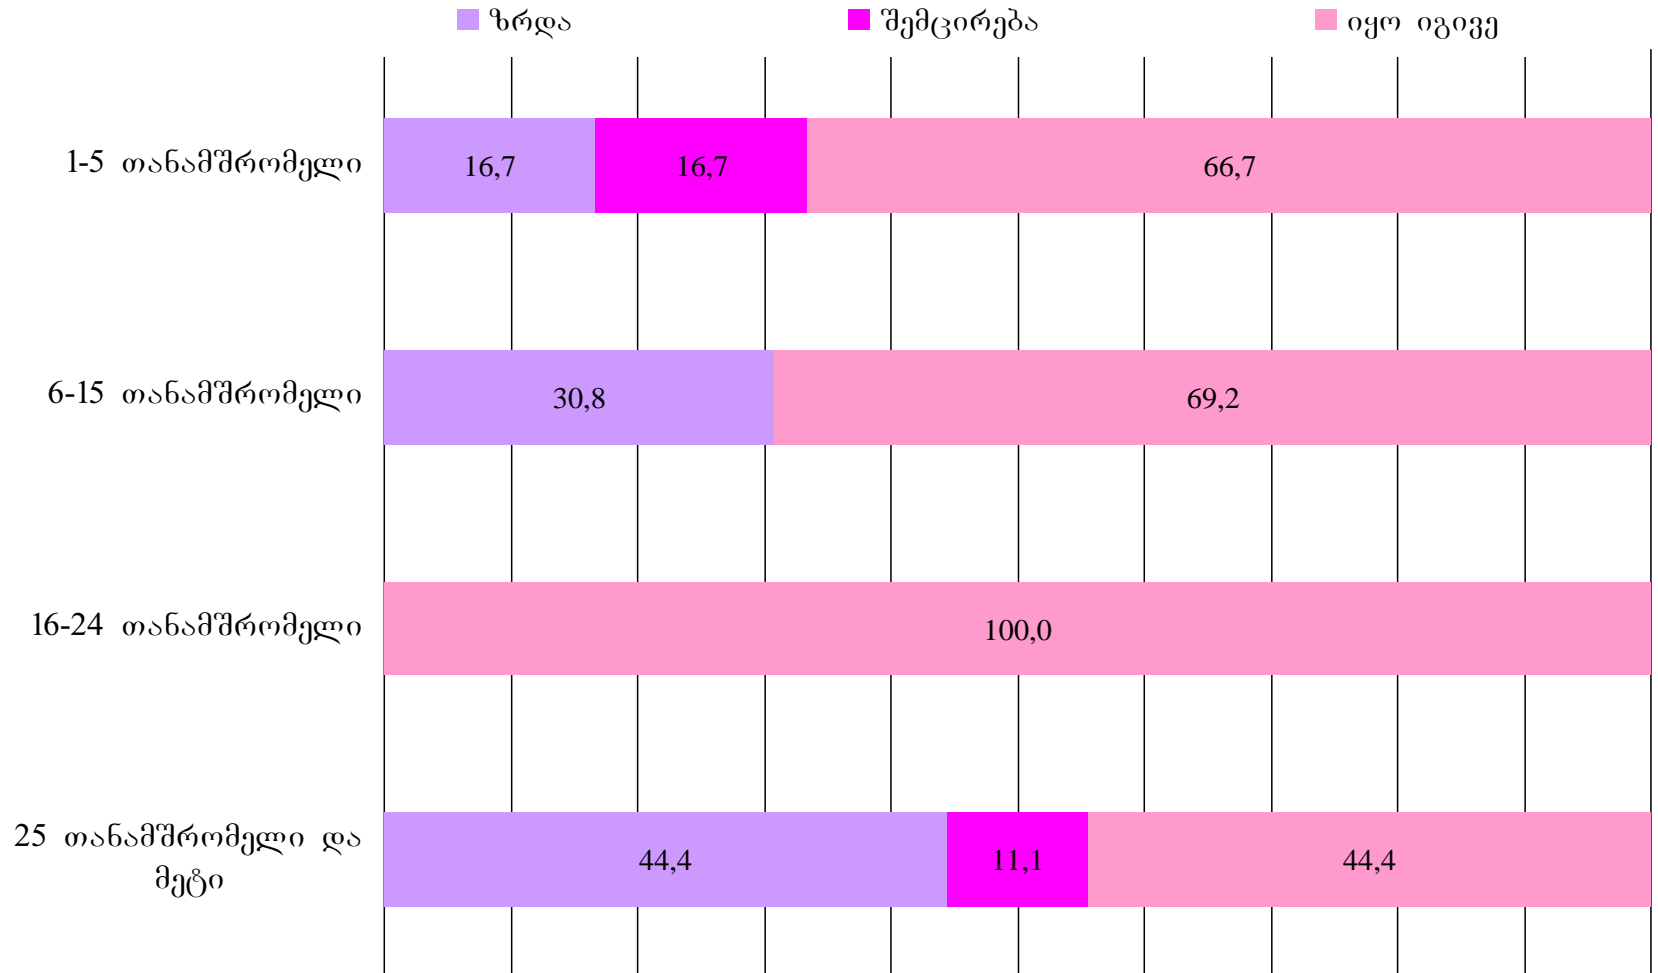 ზრდა შემცირება იყო იგივე
1-5 თანამშრომელი 16,7 16,7 66,7
6-15 თანამშრომელი 30,8 69,2
16-24 თანამშრომელი 100,0
25 თანამშრომელი და
მეტი
44,4 11,1 44,4